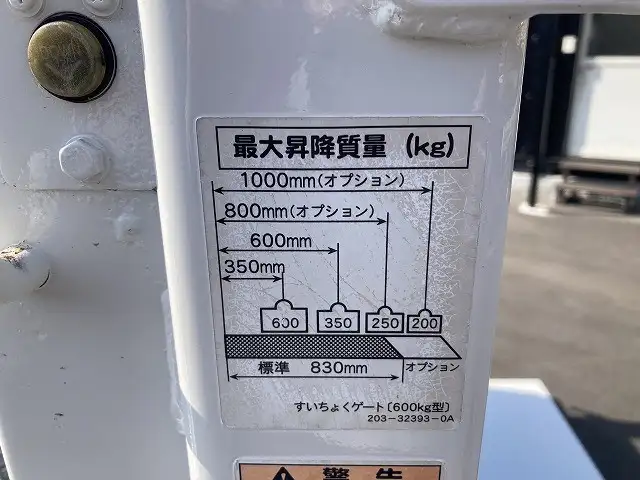 最大昇降質量 (kg)
1000mm(オプション)
800mm(オプション)
600mm
350mm
600 350 250 200
標準 830mm オプション
すいちょくゲート〔600kg型〕
203-32393-0A
警告